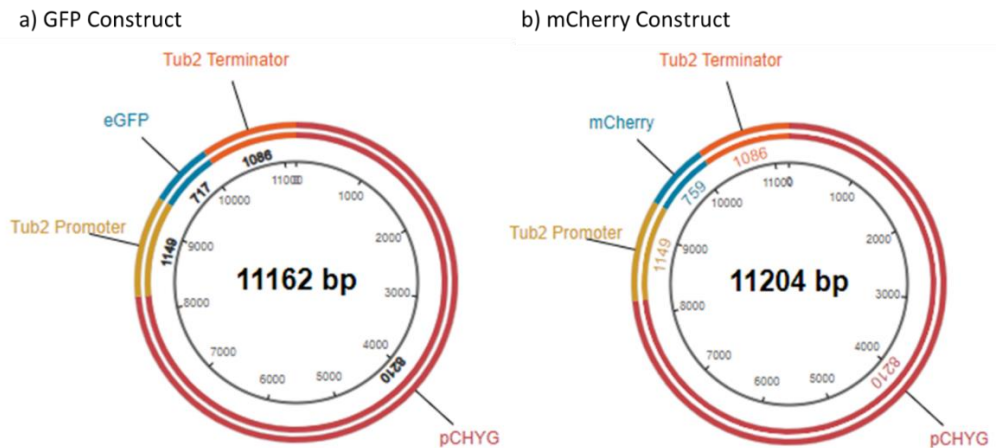 a) GFP Construct
b) mCherry Construct
Tub2 Terminator
eGFP
Tub2 Promoter
1086
717
1149
8210
1000
2000
3000
4000
5000
6000
7000
8000
9000
10000
11000
11162 bp
pCHYG
Tub2 Terminator
mCherry
Tub2 Promoter
1086
759
1149
8210
0
1000
2000
3000
4000
5000
6000
7000
8000
9000
10000
11000
11204 bp
pCHYG